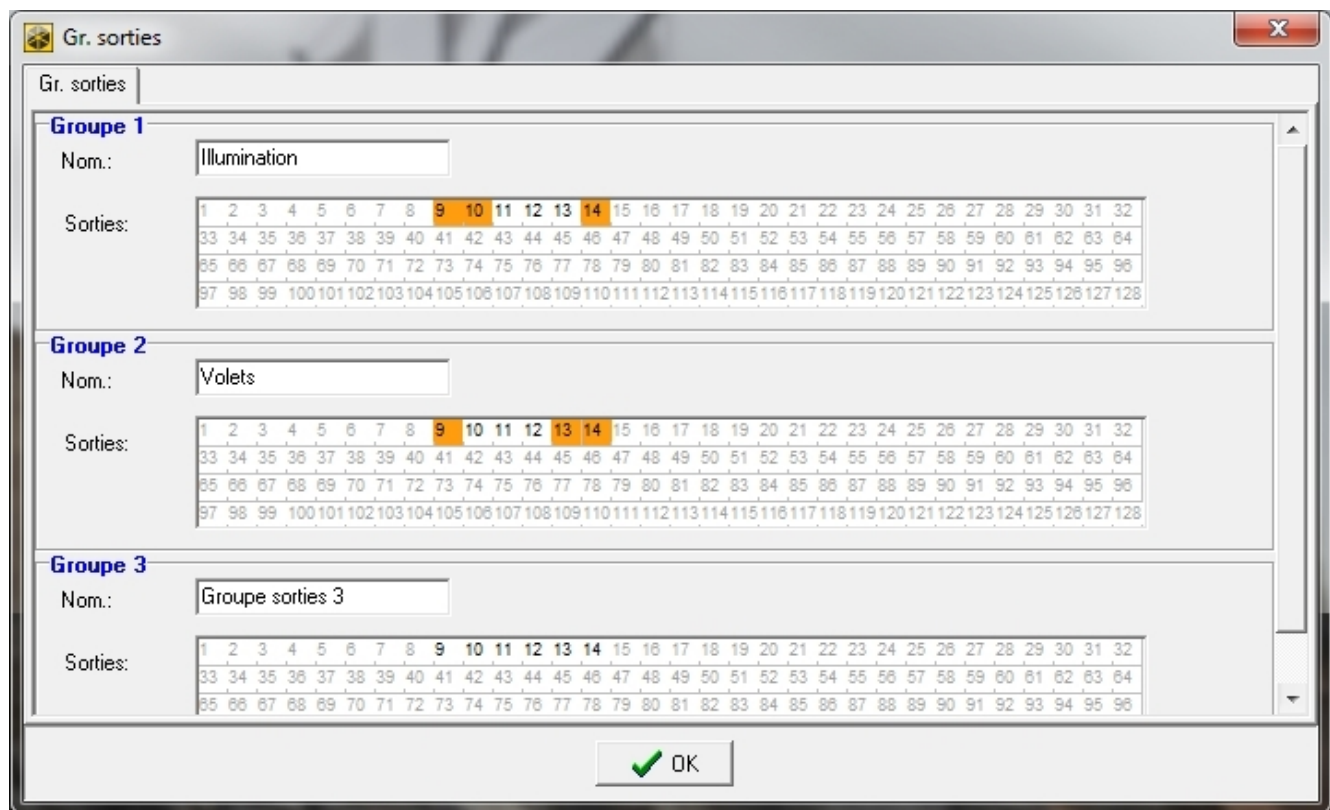 Gr. sorties
Gr. sorties
Groupe 1
Nom.: Illumination
Sorties: 1 2 3 4 5 6 7 8 9 10 11 12 13 14 15 16 17 18 19 20 21 22 23 24 25 26 27 28 29 30 31 32
33 34 35 36 37 38 39 40 41 42 43 44 45 46 47 48 49 50 51 52 53 54 55 56 57 58 59 60 61 62 63 64
65 66 67 68 69 70 71 72 73 74 75 76 77 78 79 80 81 82 83 84 85 86 87 88 89 90 91 92 93 94 95 96
97 98 99 100 101 102 103 104 105 106 107 108 109 110 111 112 113 114 115 116 117 118 119 120 121 122 123 124 125 126 127 128
Groupe 2
Nom.: Volets
Sorties: 1 2 3 4 5 6 7 8 9 10 11 12 13 14 15 16 17 18 19 20 21 22 23 24 25 26 27 28 29 30 31 32
33 34 35 36 37 38 39 40 41 42 43 44 45 46 47 48 49 50 51 52 53 54 55 56 57 58 59 60 61 62 63 64
65 66 67 68 69 70 71 72 73 74 75 76 77 78 79 80 81 82 83 84 85 86 87 88 89 90 91 92 93 94 95 96
97 98 99 100 101 102 103 104 105 106 107 108 109 110 111 112 113 114 115 116 117 118 119 120 121 122 123 124 125 126 127 128
Groupe 3
Nom.: Groupe sorties 3
Sorties: 1 2 3 4 5 6 7 8 9 10 11 12 13 14 15 16 17 18 19 20 21 22 23 24 25 26 27 28 29 30 31 32
33 34 35 36 37 38 39 40 41 42 43 44 45 46 47 48 49 50 51 52 53 54 55 56 57 58 59 60 61 62 63 64
65 66 67 68 69 70 71 72 73 74 75 76 77 78 79 80 81 82 83 84 85 86 87 88 89 90 91 92 93 94 95 96
OK